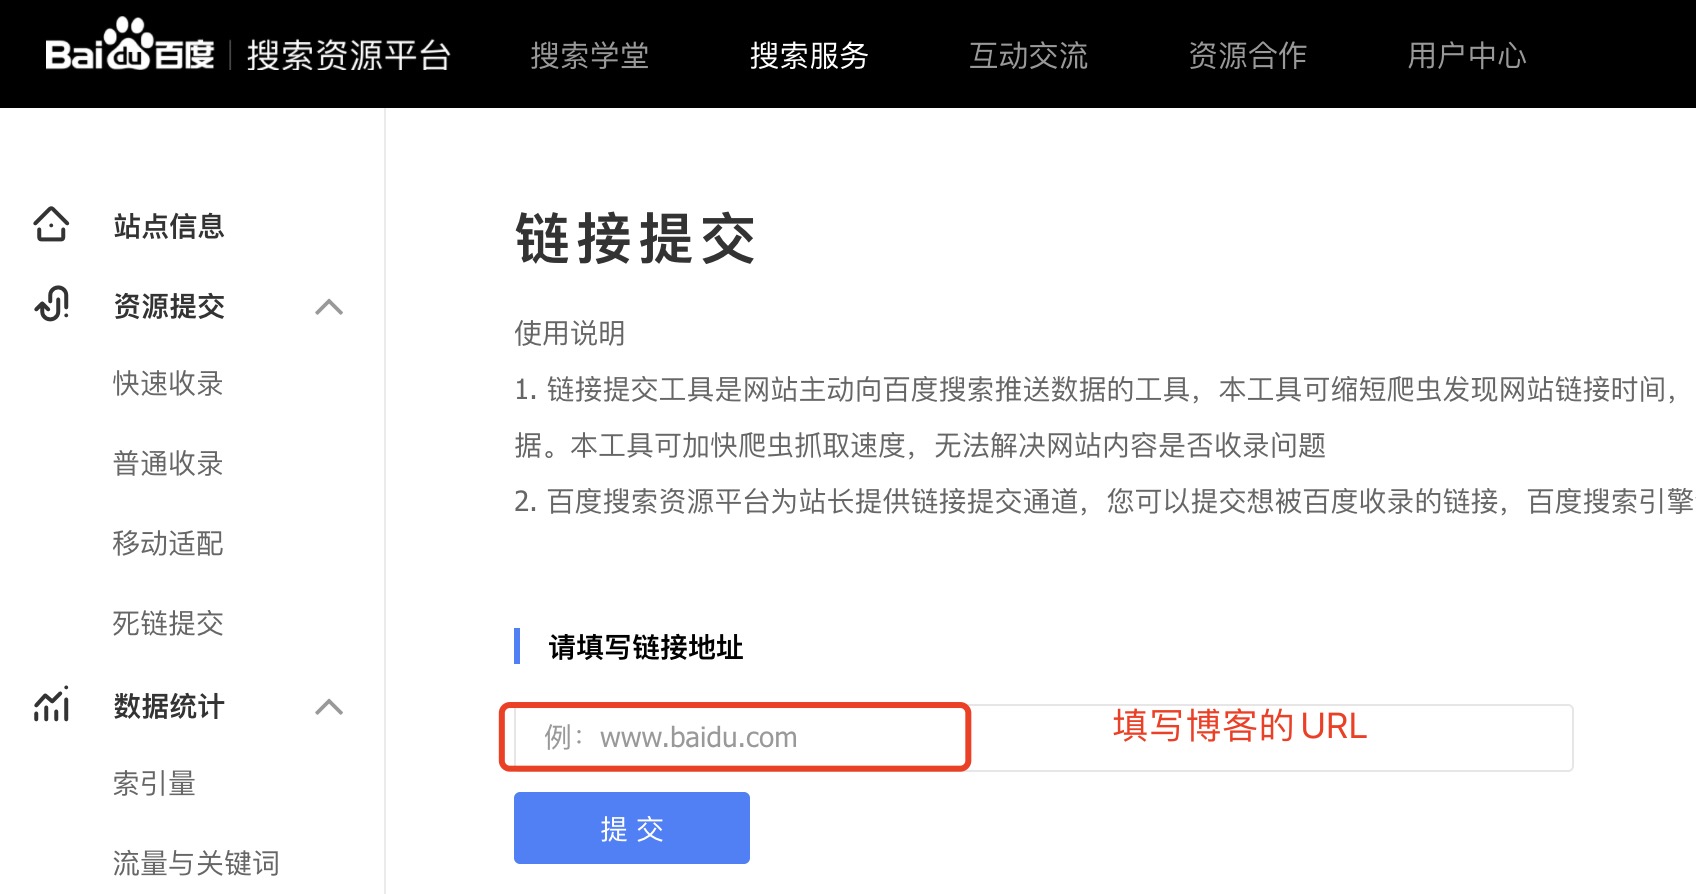 Bai du 百度 | 搜索资源平台 搜索学堂 搜索服务 互动交流 资源合作 用户中心
站点信息
资源提交
快速收录
普通收录
移动适配
死链提交
数据统计
索引量
流量与关键词
链接提交
使用说明
1. 链接提交工具是网站主动向百度搜索推送数据的工具，本工具可缩短爬虫发现网站链接时间，
据。本工具可加快爬虫抓取速度，无法解决网站内容是否收录问题
2. 百度搜索资源平台为站长提供链接提交通道，您可以提交想被百度收录的链接，百度搜索引擎
请填写链接地址
例：www.baidu.com
填写博客的URL
提交